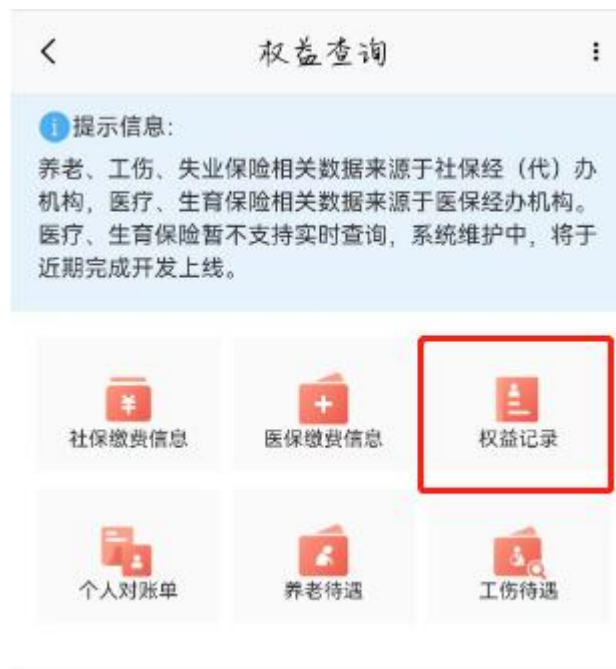 权益查询
提示信息:
养老、工伤、失业保险相关数据来源于社保经（代）办
机构，医疗、生育保险相关数据来源于医保经办机构。
医疗、生育保险暂不支持实时查询，系统维护中，将于
近期完成开发上线。
社保缴费信息 医保缴费信息 权益记录
个人对账单 养老待遇 工伤待遇